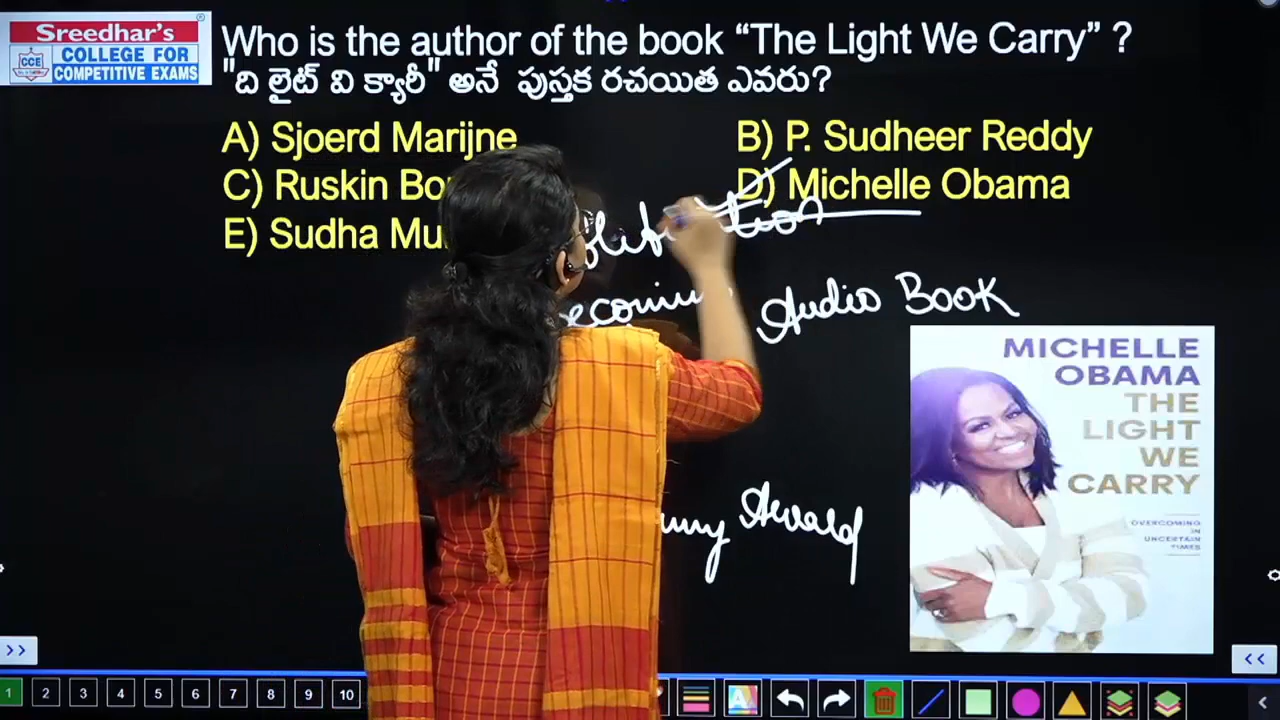 Sreedhar's
CCE
COLLEGE FOR
COMPETITIVE EXAMS
Who is the author of the book “The Light We Carry” ?
"ది లైట్ వి క్యారీ" అనే పుస్తక రచయిత ఎవరు?
A) Sjoerd Marijne
B) P. Sudheer Reddy
C) Ruskin
D) Michelle Obama
E) Sudha
Audio Book
MICHELLE
OBAMA
THE
LIGHT
WE
CARRY
OVERCOMING
IN
UNCERTAIN
TIMES
>>
<<
1 2 3 4 5 6 7 8 9 10
<